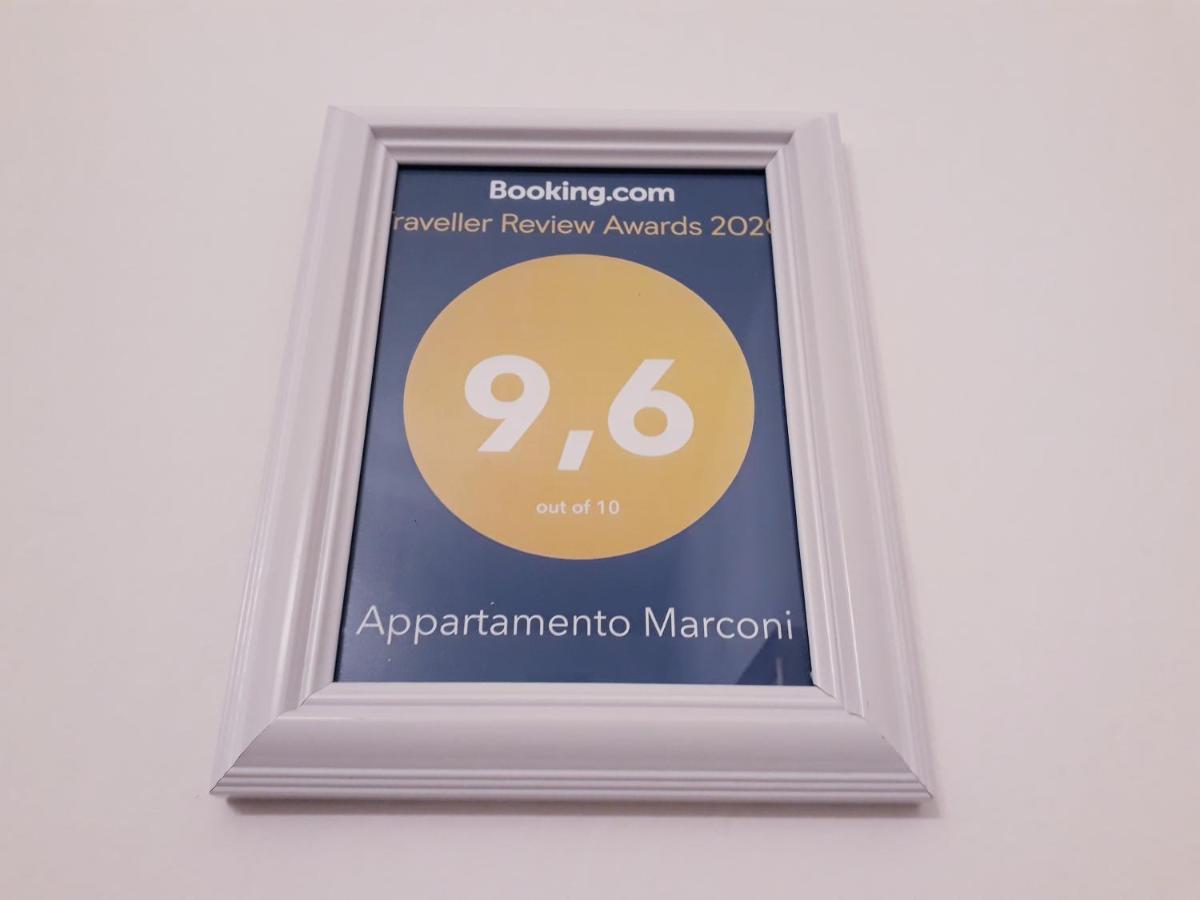 Booking.com
raveller Review Awards 202
9,6
out of 10
Appartamento Marconi